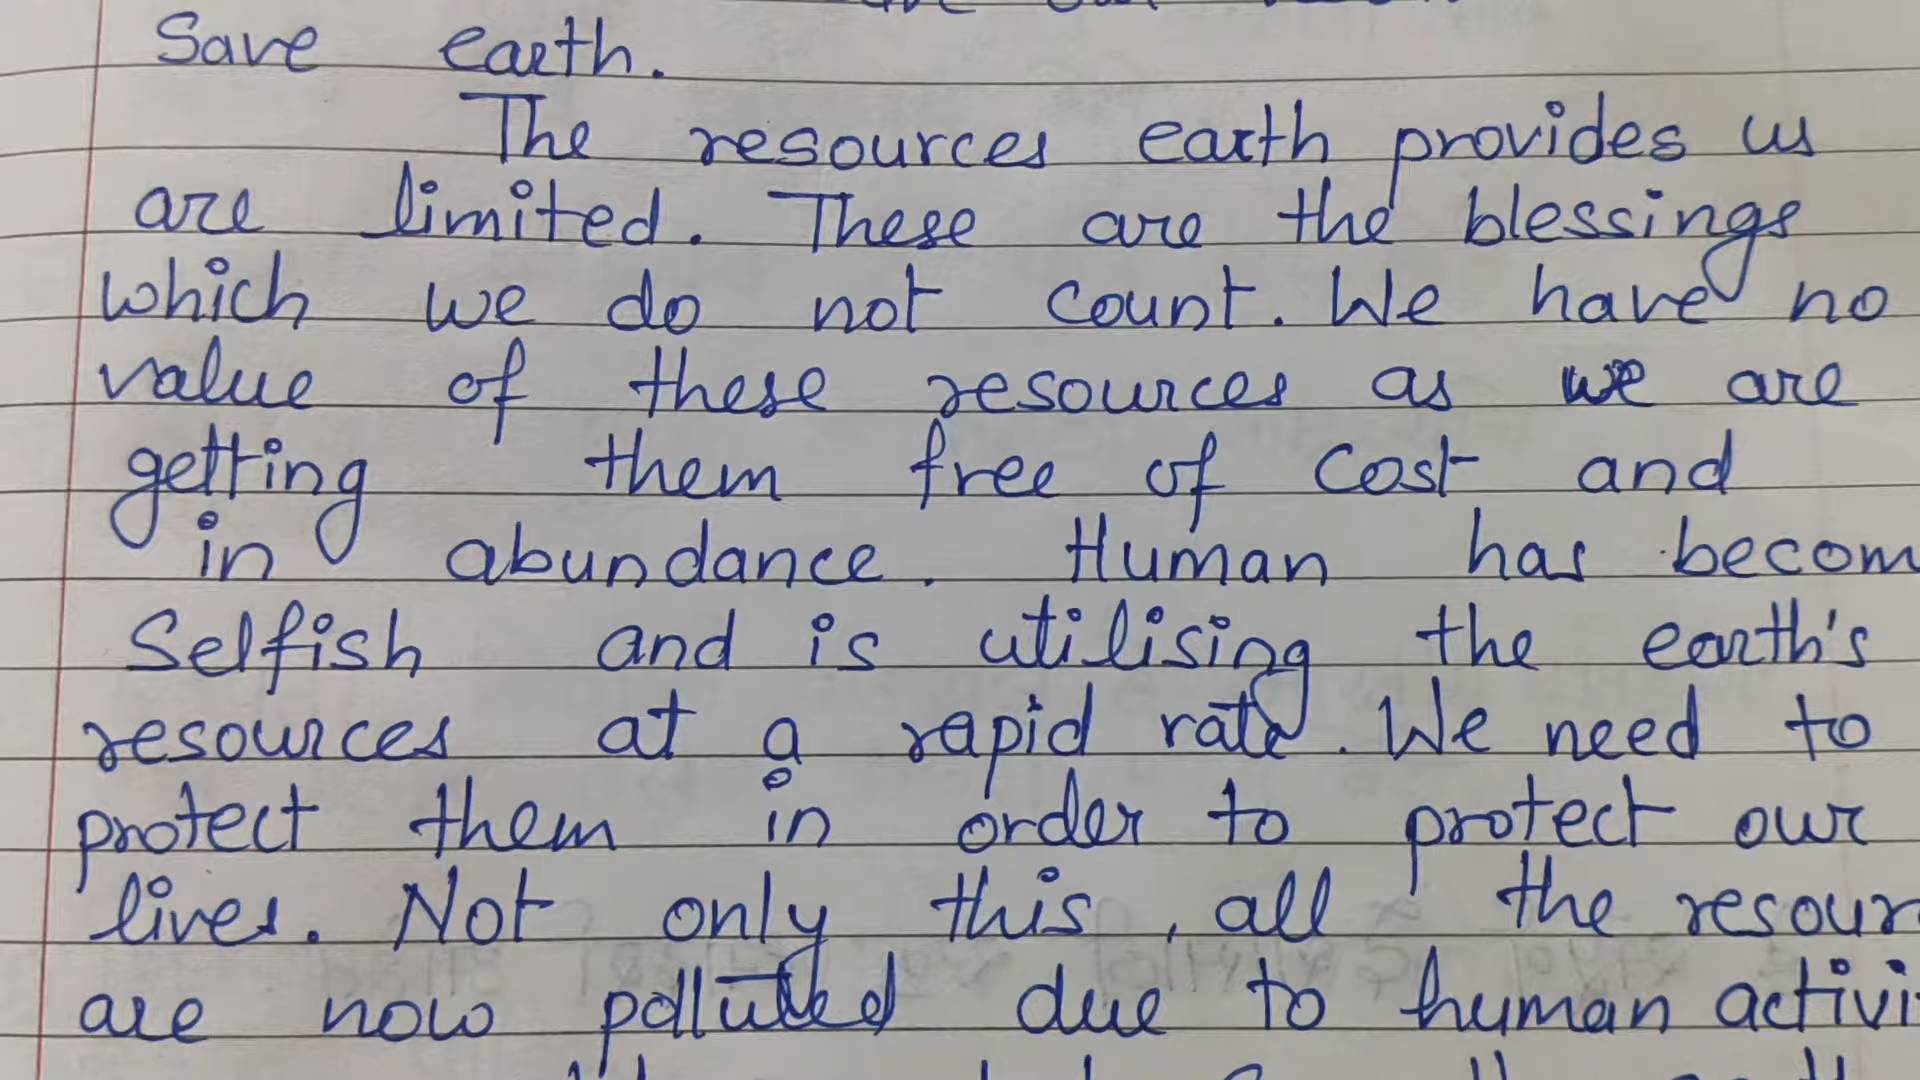 Save earth.
The resources earth provides us
are limited. These are the blessings
which we do not count. We have no
value of these resources as we are
getting them free of cost and
in abundance. Human has becom
Selfish and is utilising the earth's
resources at a rapid rate. We need to
protect them in order to protect our
lives. Not only this, all the resour
are now polluted due to human activi